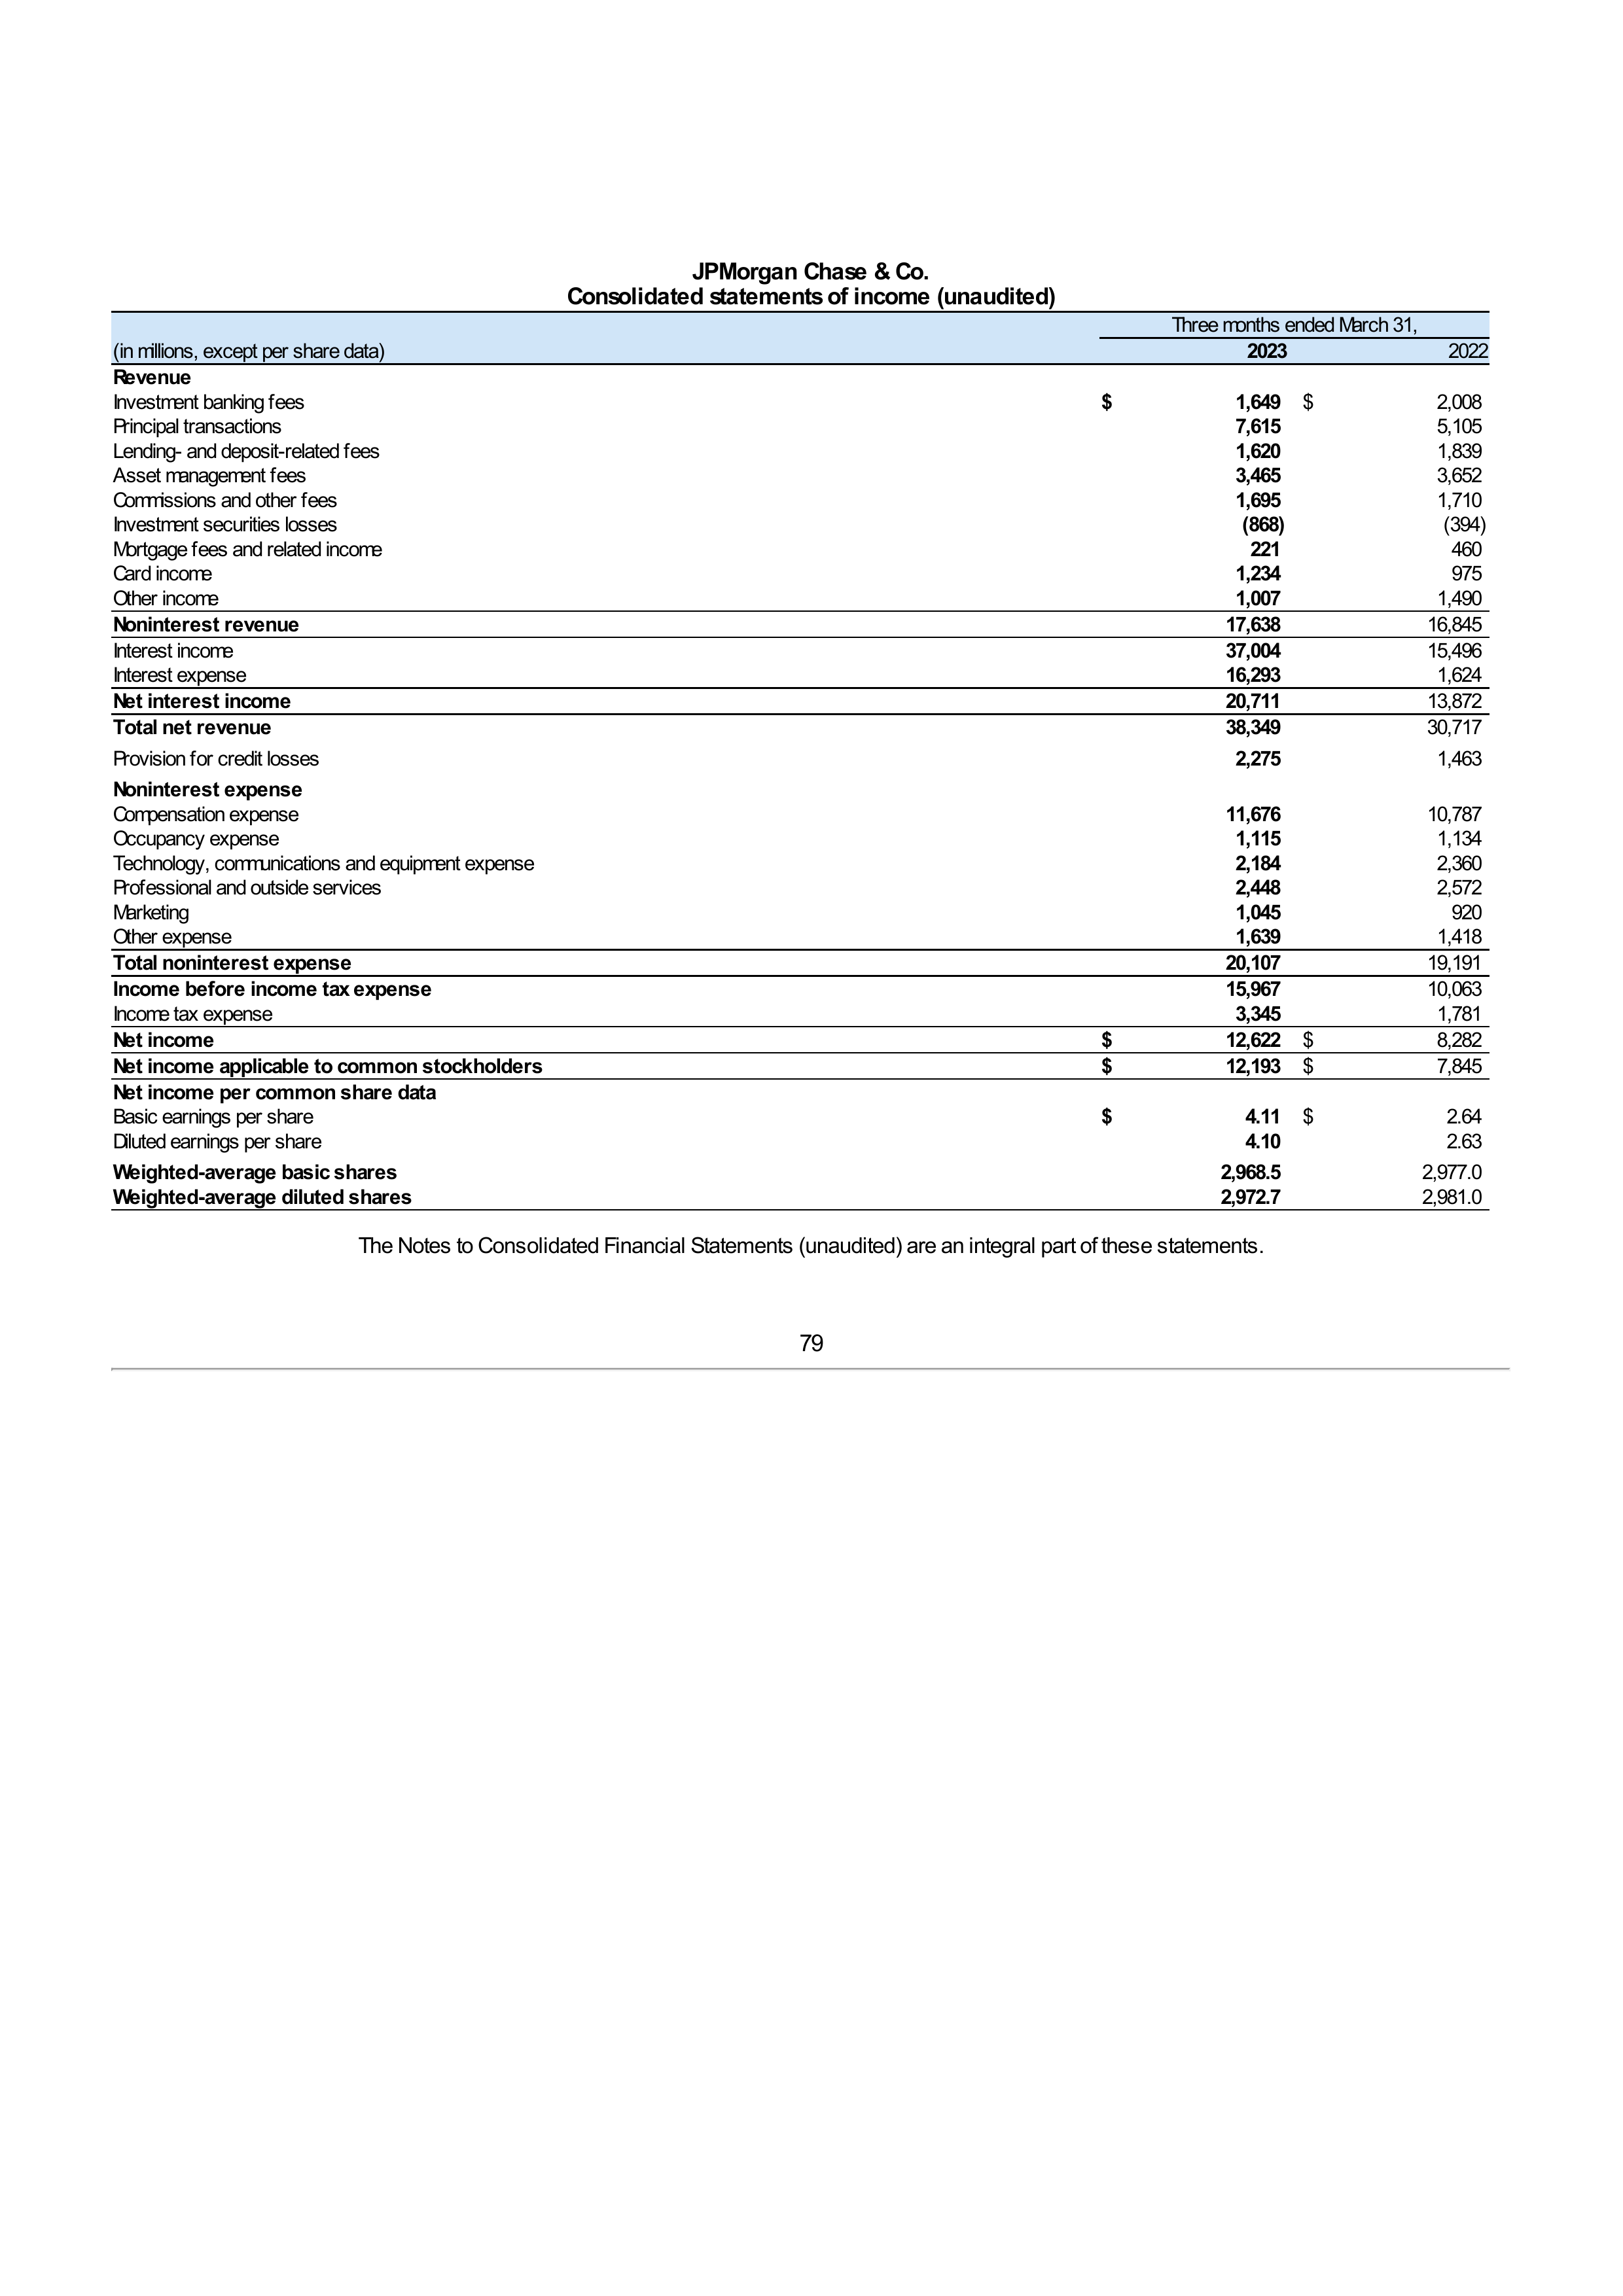 JPMorgan Chase & Co.
Consolidated statements of income (unaudited)
Three months ended March 31,
(in millions, except per share data) 2023 2022
Revenue
Investment banking fees $ 1,649 $ 2,008
Principal transactions 7,615 5,105
Lending- and deposit-related fees 1,620 1,839
Asset management fees 3,465 3,652
Commissions and other fees 1,695 1,710
Investment securities losses (868) (394)
Mortgage fees and related income 221 460
Card income 1,234 975
Other income 1,007 1,490
Noninterest revenue 17,638 16,845
Interest income 37,004 15,496
Interest expense 16,293 1,624
Net interest income 20,711 13,872
Total net revenue 38,349 30,717
Provision for credit losses 2,275 1,463
Noninterest expense
Compensation expense 11,676 10,787
Occupancy expense 1,115 1,134
Technology, communications and equipment expense 2,184 2,360
Professional and outside services 2,448 2,572
Marketing 1,045 920
Other expense 1,639 1,418
Total noninterest expense 20,107 19,191
Income before income tax expense 15,967 10,063
Income tax expense 3,345 1,781
Net income $ 12,622 $ 8,282
Net income applicable to common stockholders $ 12,193 $ 7,845
Net income per common share data
Basic earnings per share $ 4.11 $ 2.64
Diluted earnings per share 4.10 2.63
Weighted-average basic shares 2,968.5 2,977.0
Weighted-average diluted shares 2,972.7 2,981.0
The Notes to Consolidated Financial Statements (unaudited) are an integral part of these statements.
79